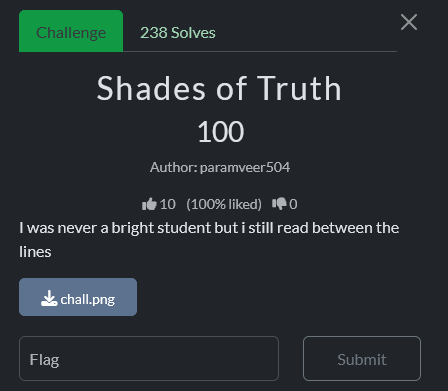 Challenge
238 Solves
Shades of Truth
100
Author: paramveer504
10 (100% liked) 0
I was never a bright student but i still read between the
lines
chall.png
Flag
Submit